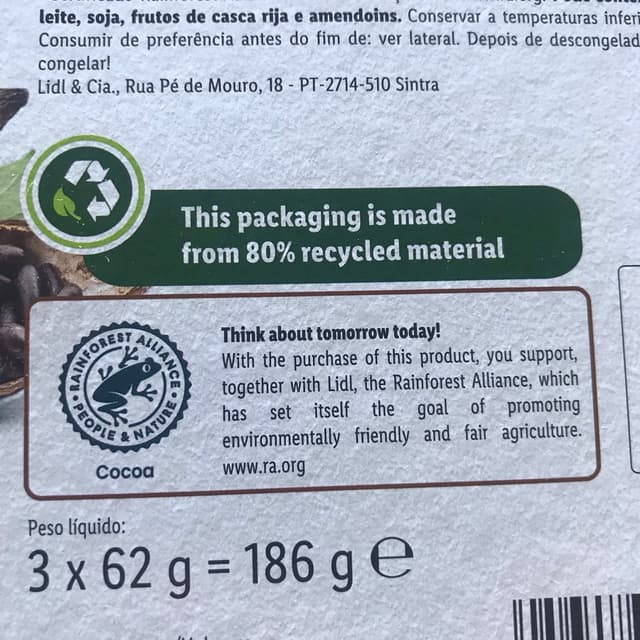 leite, soja, frutos de casca rija e amendoins. Conservar a temperaturas
Consumir de preferência antes do fim de: ver lateral. Depois de
congelar!
Lidl & Cia., Rua Pé de Mouro, 18 - PT-2714-510 Sintra
This packaging is made
from 80% recycled material
RAINFOREST ALLIANCE
PEOPLE & NATURE
Cocoa
Think about tomorrow today!
With the purchase of this product, you support,
together with Lidl, the Rainforest Alliance, which
has set itself the goal of promoting
environmentally friendly and fair agriculture.
www.ra.org
Peso líquido:
3 x 62 g = 186 g e